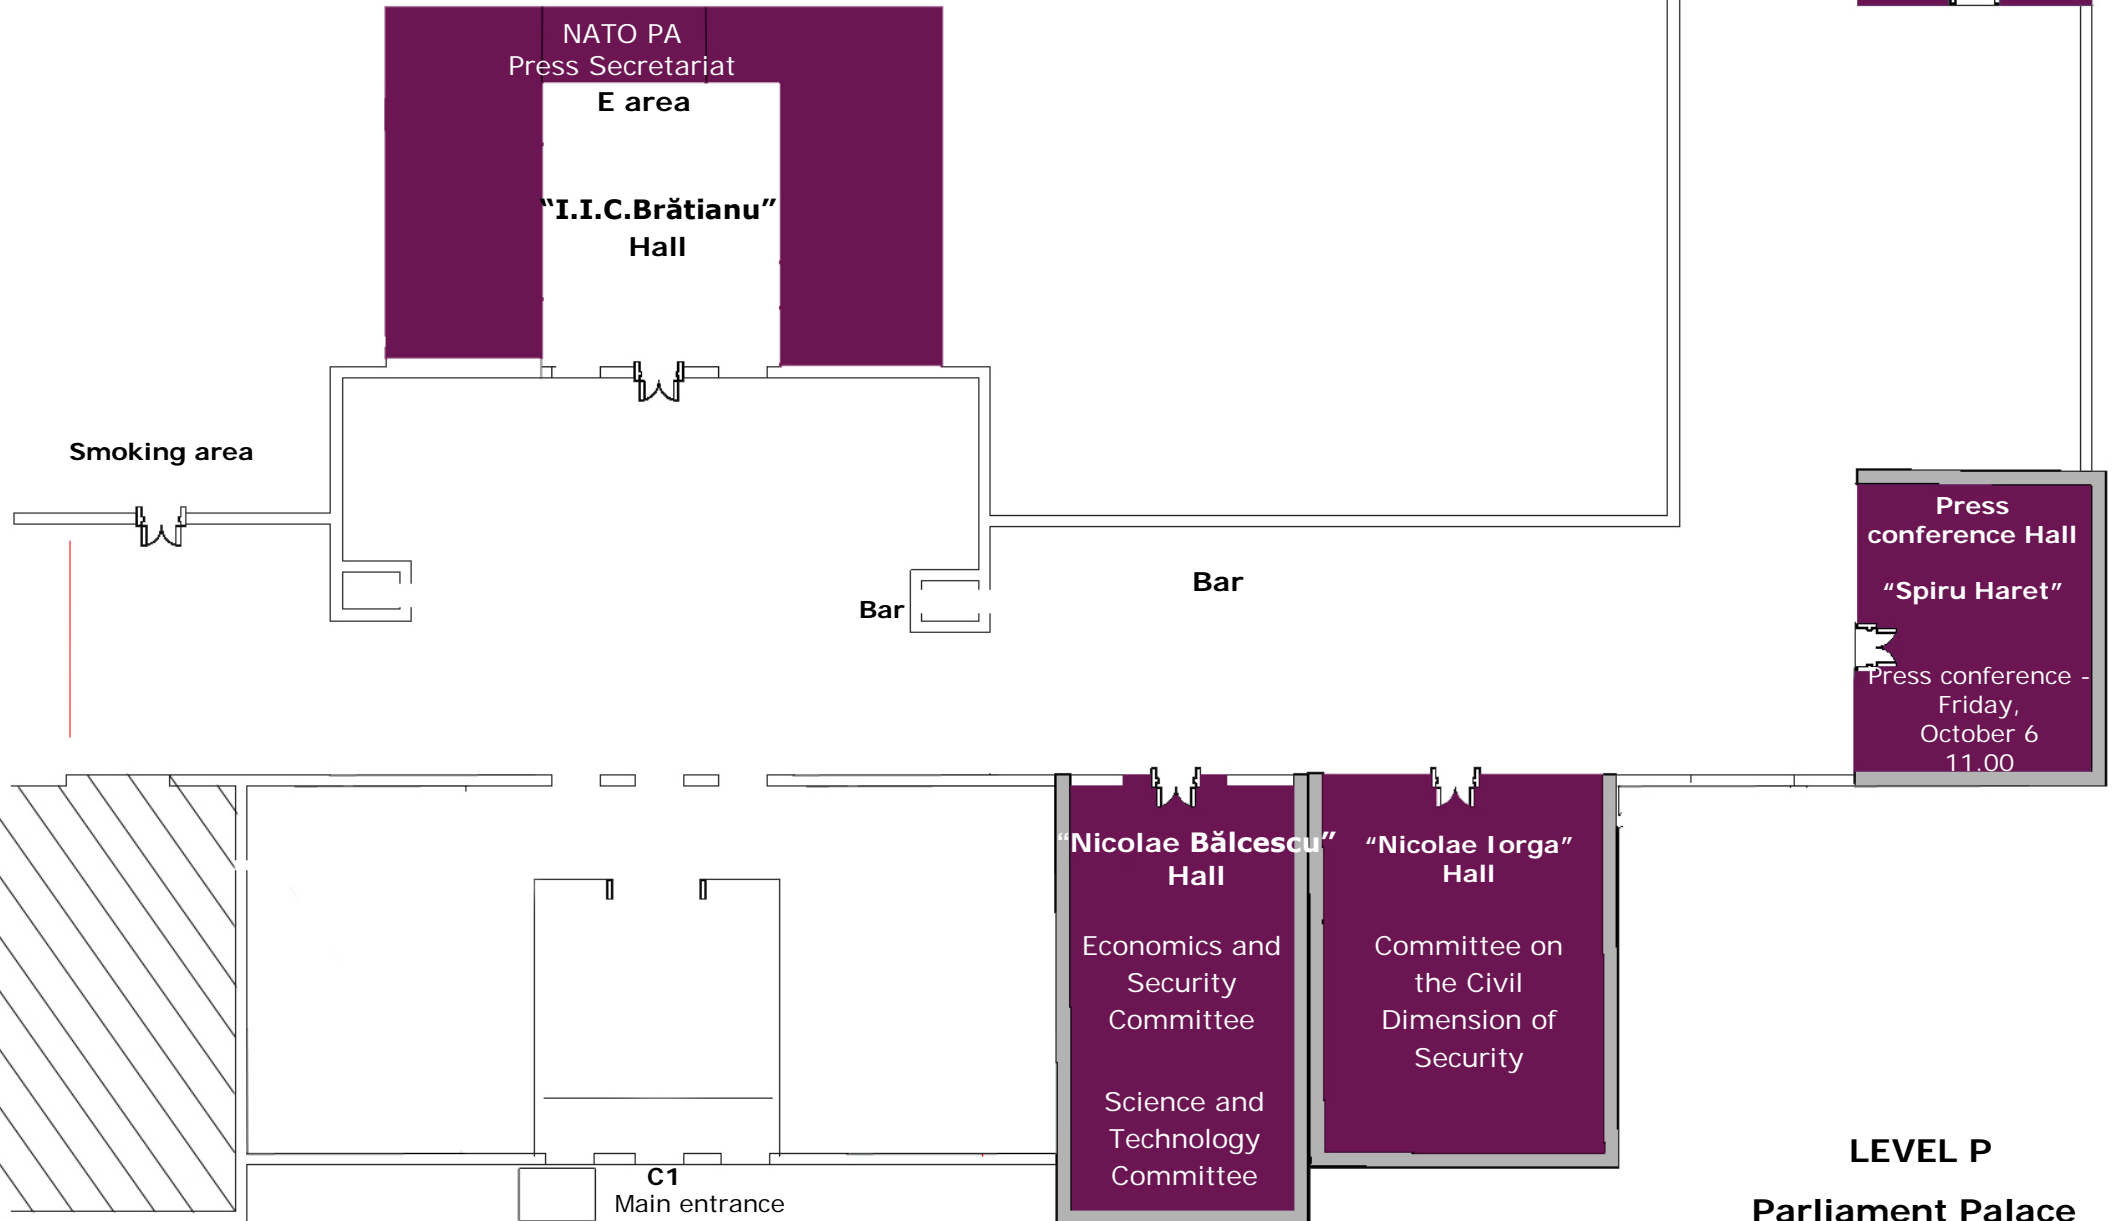 NATO PA
Press Secretariat
E area
“I.I.C.Brătianu”
Hall
Smoking area
Bar
Bar
Press
conference Hall
“Spiru Haret”
Press conference -
Friday,
October 6
11.00
“Nicolae Bălcescu”
Hall
Economics and
Security
Committee
Science and
Technology
Committee
“Nicolae Iorga”
Hall
Committee on
the Civil
Dimension of
Security
C1
Main entrance
LEVEL P
Parliament Palace